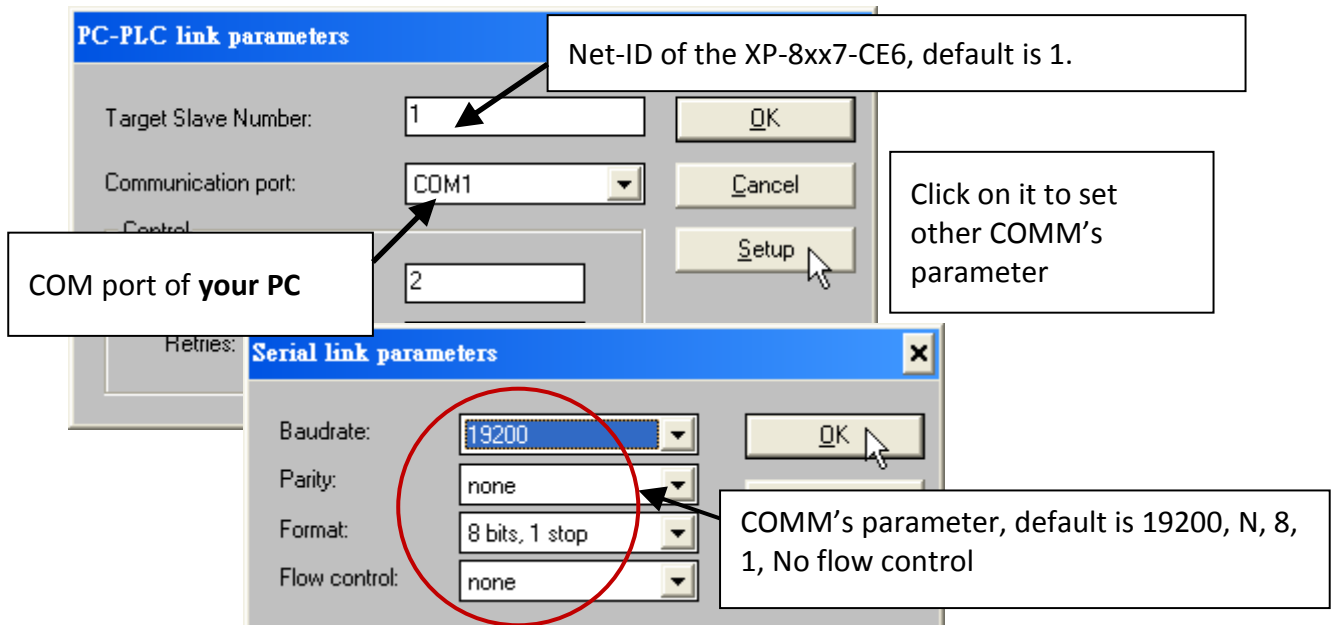 PC-PLC link parameters
Net-ID of the XP-8xx7-CE6, default is 1.
Target Slave Number:
1
OK
Communication port:
COM1
Cancel
Click on it to set
other COMM's
parameter
Control
Setup
COM port of your PC
2
Retries:
Serial link parameters
Baudrate:
19200
OK
Parity:
none
COMM's parameter, default is 19200, N, 8,
1, No flow control
Format:
8 bits, 1 stop
Flow control:
none